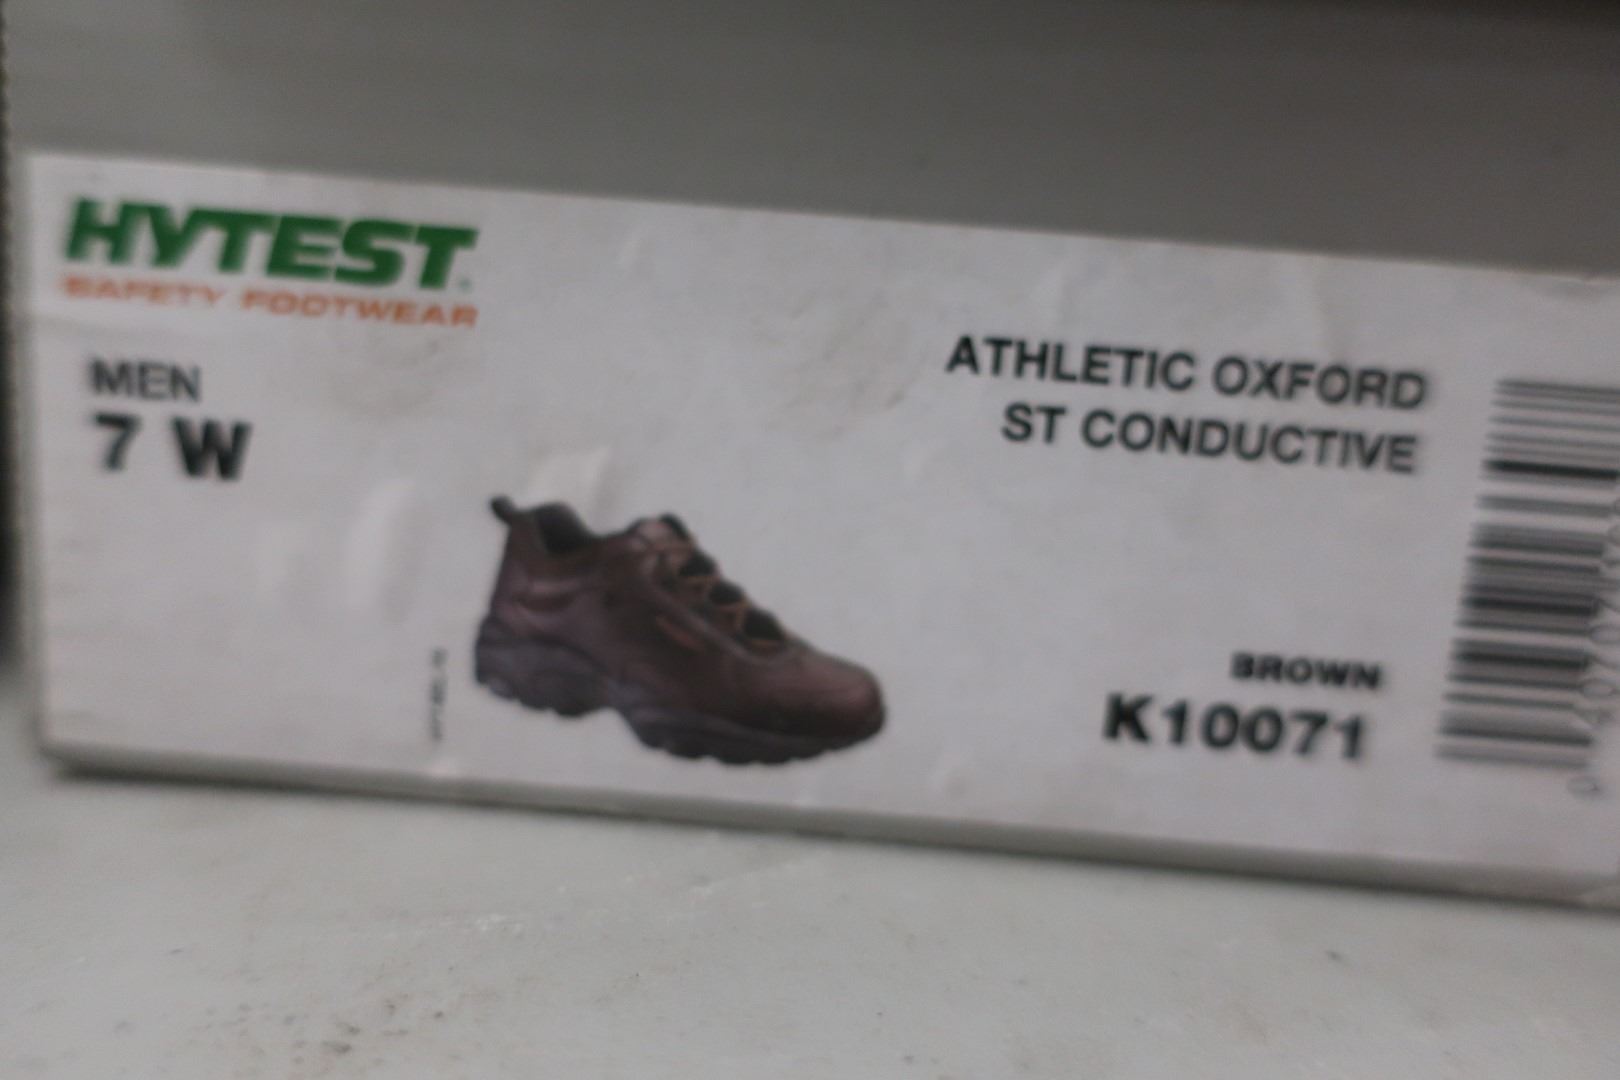 HYTEST
SAFETY FOOTWEAR
MEN
7 W
ATHLETIC OXFORD
ST CONDUCTIVE
BROWN
K10071